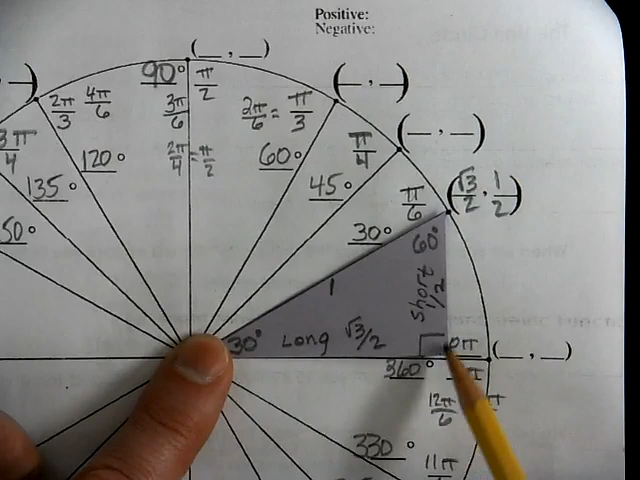 Positive:
Negative:
(__, __)
90° π/2
3π/6
2π/4 = π/2
2π/3 4π/6
120°
135°
2π/6 = π/3
60°
(__, __)
π/4
45°
(__, __)
π/6
30°
(√3/2, 1/2)
60°
short 1/2
1
30° Long √3/2
0π
(__, __)
360°
12π/6
330°
11π